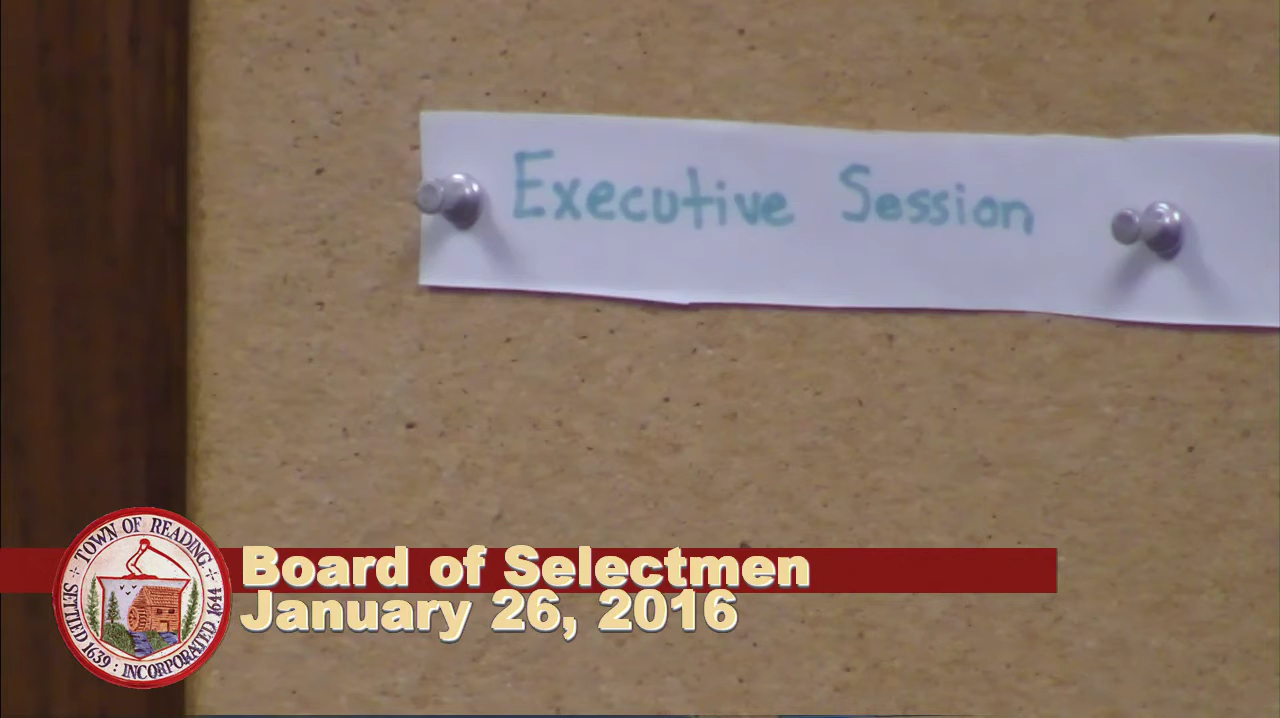 Executive Session
TOWN OF READING
SETTLED 1639 : INCORPORATED 1644
Board of Selectmen
January 26, 2016